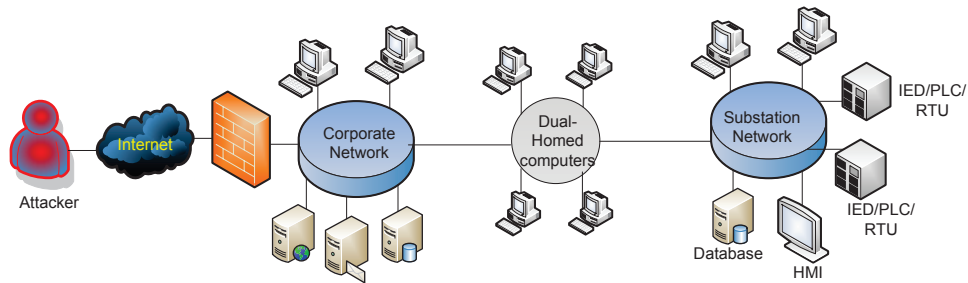 Attacker
Internet
Corporate
Network
Dual-
Homed
computers
Substation
Network
IED/PLC/
RTU
IED/PLC/
RTU
Database
HMI